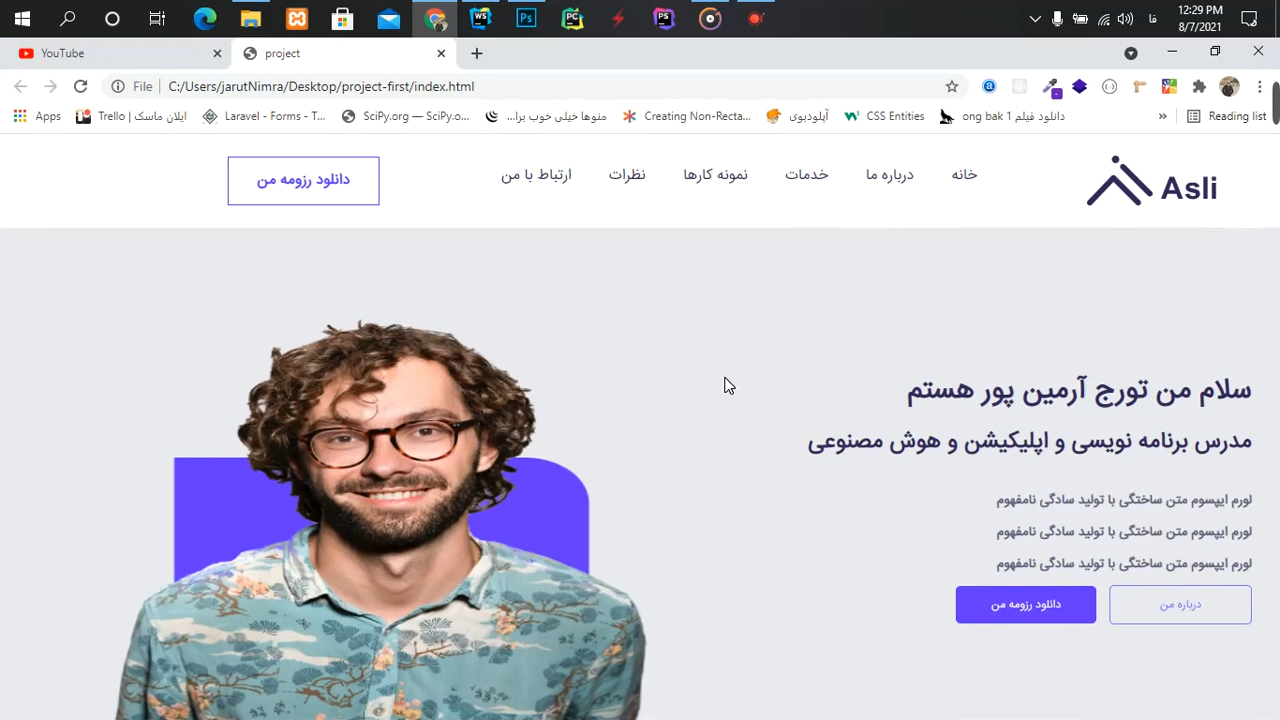 فا
12:29 PM
8/7/2021
YouTube
project
File
C:/Users/jarutNimra/Desktop/project-first/index.html
Apps
ایلان ماسک | Trello
Laravel - Forms - T...
SciPy.org — SciPy.o...
منوها خیلی خوب برا...
Creating Non-Recta...
آپلودبوی
CSS Entities
دانلود فیلم ong bak 1
Reading list
Asli
خانه
درباره ما
خدمات
نمونه کارها
نظرات
ارتباط با من
دانلود رزومه من
سلام من تورج آرمین پور هستم
مدرس برنامه نویسی و اپلیکیشن و هوش مصنوعی
لورم ایپسوم متن ساختگی با تولید سادگی نامفهوم
لورم ایپسوم متن ساختگی با تولید سادگی نامفهوم
لورم ایپسوم متن ساختگی با تولید سادگی نامفهوم
درباره من
دانلود رزومه من